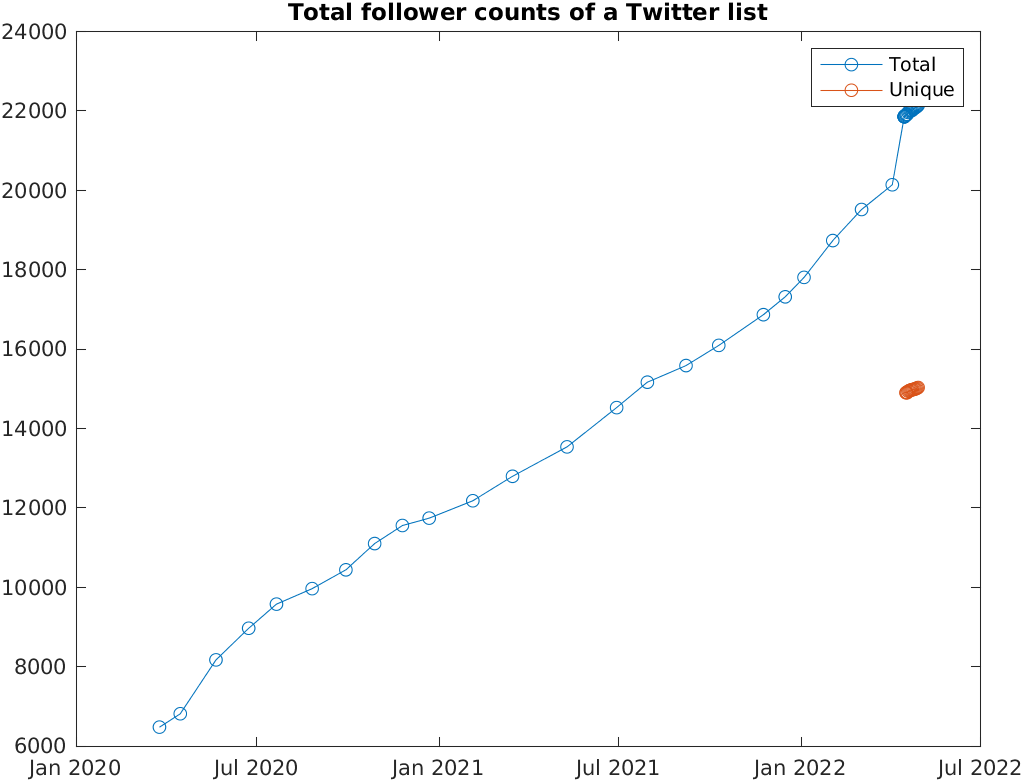 Total follower counts of a Twitter list
24000
22000
20000
18000
16000
14000
12000
10000
8000
6000
Total
Unique
Jan 2020
Jul 2020
Jan 2021
Jul 2021
Jan 2022
Jul 2022